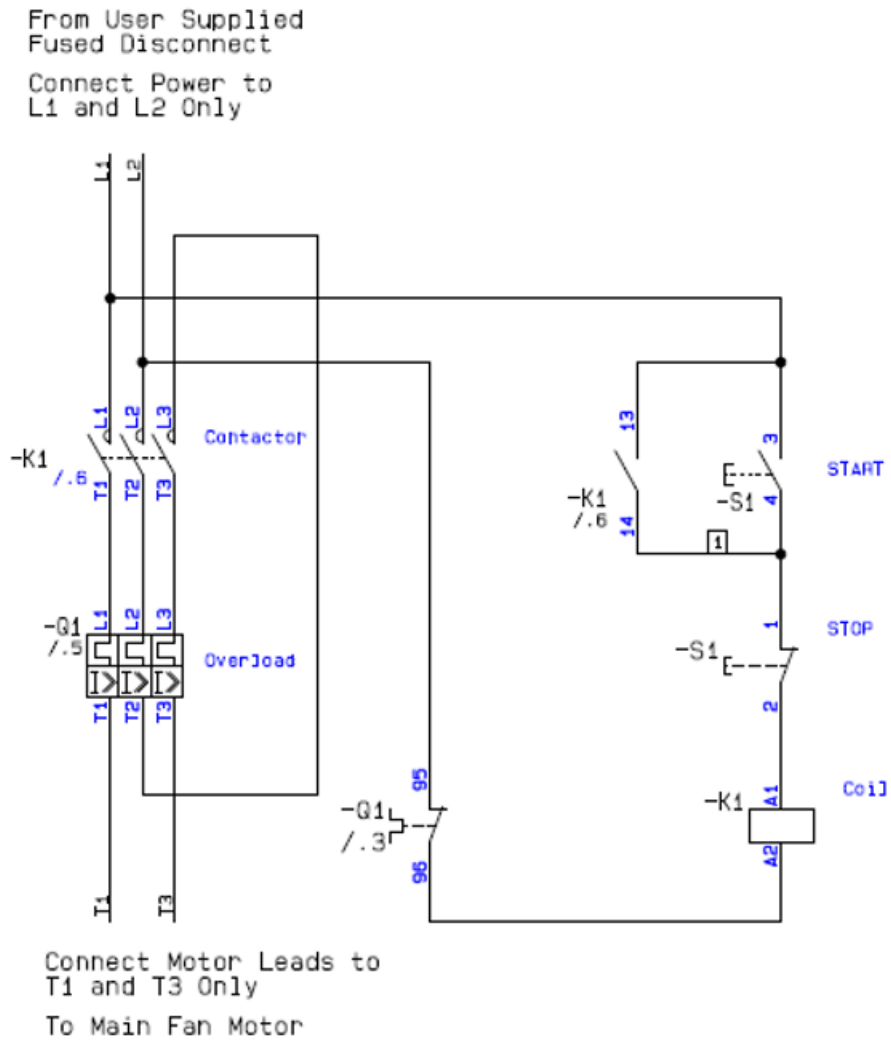 From User Supplied
Fused Disconnect
Connect Power to
L1 and L2 Only
L1 L2
L1 L2 L3
Contactor
-K1
/.6
T1 T2 T3
13
3
START
-K1
/.6
-S1
14
4
1
L1 L2 L3
-Q1
/.5
Overload
I> I> I>
T1 T2 T3
1
STOP
-S1
2
95
-Q1
/.3
96
-K1
A1
Coil
A2
T1 T3
Connect Motor Leads to
T1 and T3 Only
To Main Fan Motor